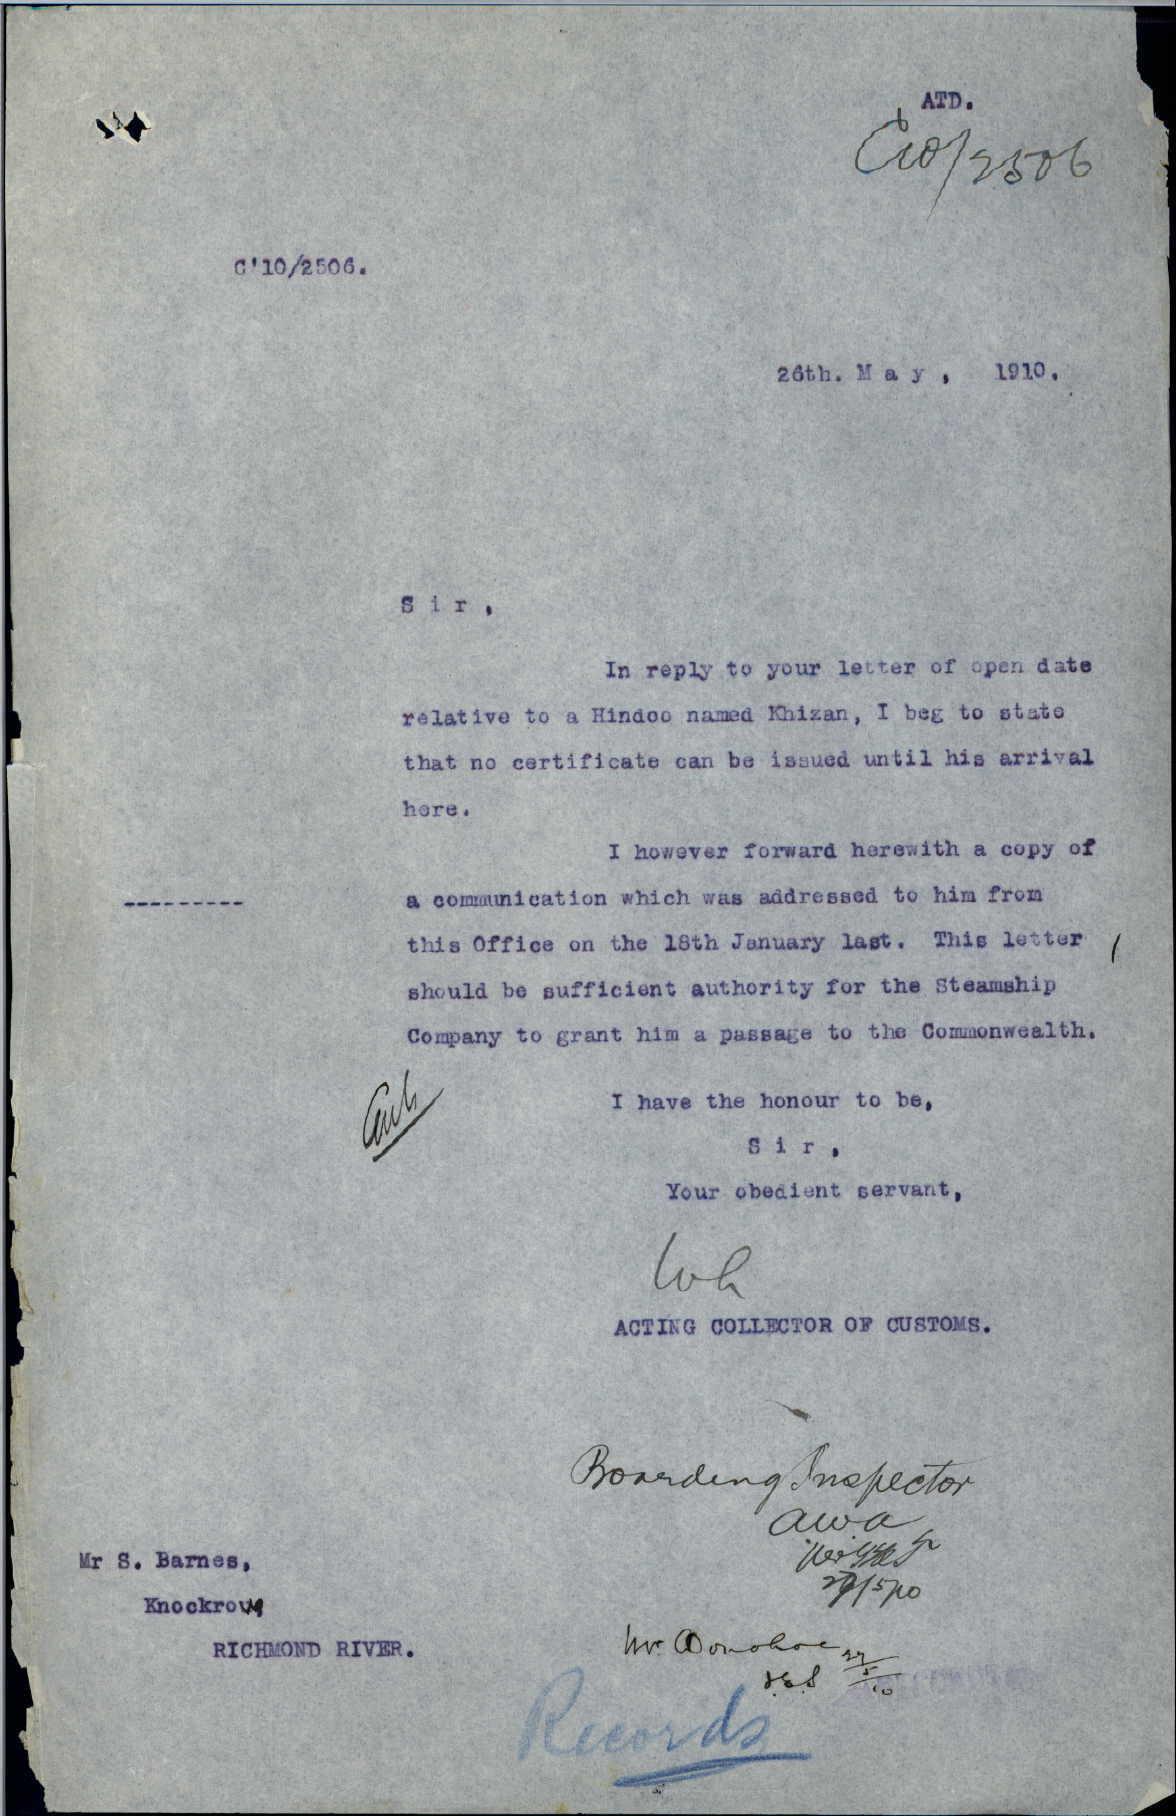 ATD.
C10/2506
C'10/2506.
26th. M a y ,   1910.
S i r ,
In reply to your letter of open date
relative to a Hindoo named Khizan, I beg to state
that no certificate can be issued until his arrival
here.
I however forward herewith a copy of
a communication which was addressed to him from
this Office on the 18th January last.  This letter
should be sufficient authority for the Steamship
Company to grant him a passage to the Commonwealth.
I have the honour to be,
S i r ,
Your obedient servant,
ACTING COLLECTOR OF CUSTOMS.
Boarding Inspector
Mr S. Barnes,
Knockrow,
RICHMOND RIVER.
Mr. Donohoe 27/5/10
Records